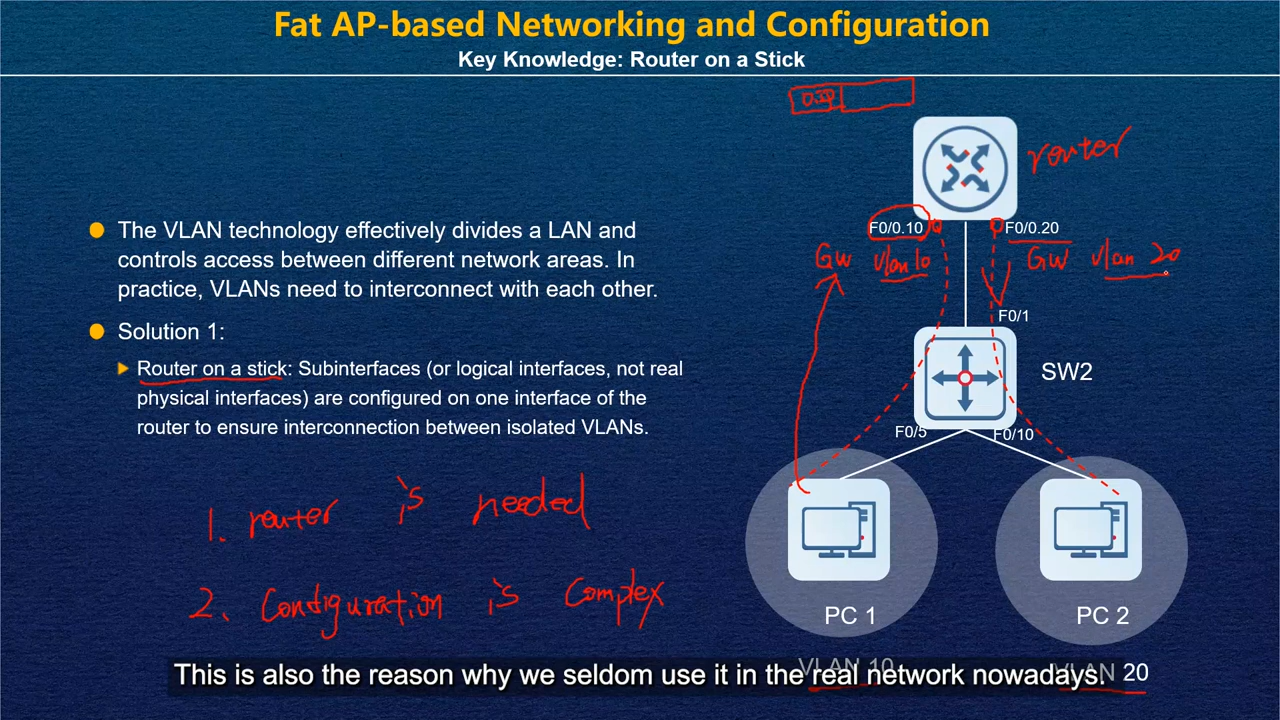 Fat AP-based Networking and Configuration
Key Knowledge: Router on a Stick
router
F0/0.10
F0/0.20
GW Vlan 10
GW Vlan 20
The VLAN technology effectively divides a LAN and
controls access between different network areas. In
practice, VLANs need to interconnect with each other.
F0/1
Solution 1:
Router on a stick: Subinterfaces (or logical interfaces, not real
physical interfaces) are configured on one interface of the
router to ensure interconnection between isolated VLANs.
SW2
F0/5
F0/10
1. router is needed
2. Configuration is Complex
PC 1
PC 2
VLAN 10
VLAN 20
This is also the reason why we seldom use it in the real network nowadays.